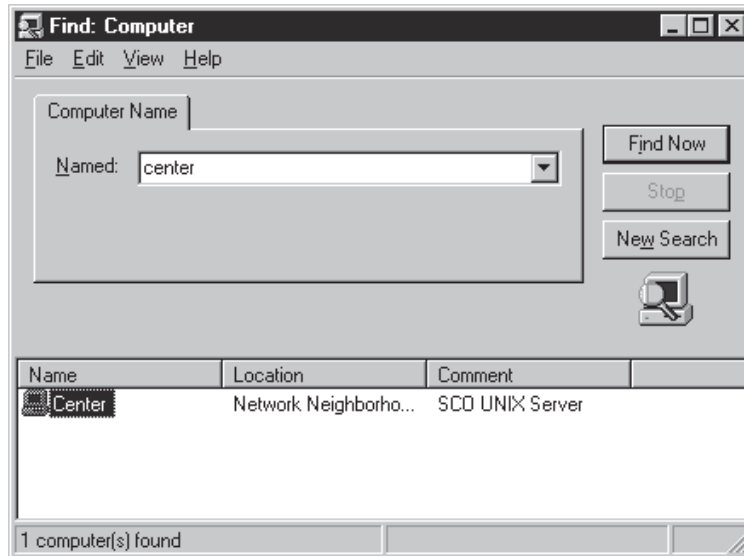 Find: Computer
File Edit View Help
Computer Name
Named: center
Find Now
Stop
New Search
Name Location Comment
Center Network Neighborho... SCO UNIX Server
1 computer(s) found